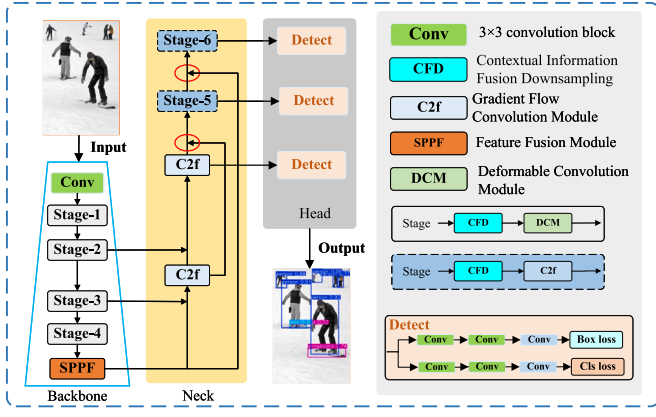 Input
Conv
Stage-1
Stage-2
Stage-3
Stage-4
SPPF
Backbone
Stage-6
Stage-5
C2f
C2f
Neck
Detect
Detect
Detect
Head
Output
Conv
3×3 convolution block
CFD
Contextual Information
Fusion Downsampling
C2f
Gradient Flow
Convolution Module
SPPF
Feature Fusion Module
DCM
Deformable Convolution
Module
Stage CFD DCM
Stage CFD C2f
Detect
Conv Conv Conv Box loss
Conv Conv Conv Cls loss